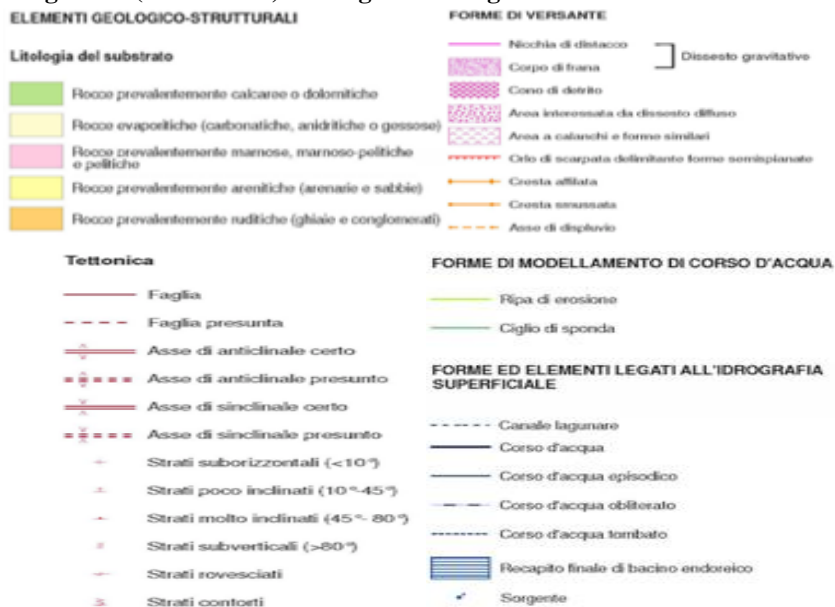 ELEMENTI GEOLOGICO-STRUTTURALI
Litologia del substrato
Rocce prevalentemente calcaree o dolomitiche
Rocce evaporitiche (carbonatiche, anidritiche o gessose)
Rocce prevalentemente marnose, marnoso-pelitiche
e pelitiche
Rocce prevalentemente arenitiche (arenarie e sabbie)
Rocce prevalentemente ruditiche (ghiaie e conglomerati)
Tettonica
Faglia
Faglia presunta
Asse di anticlinale certo
Asse di anticlinale presunto
Asse di sinclinale certo
Asse di sinclinale presunto
Strati suborizzontali (<10°)
Strati poco inclinati (10°-45°)
Strati molto inclinati (45°- 80°)
Strati subverticali (>80°)
Strati rovesciati
Strati contorti
FORME DI VERSANTE
Nicchia di distacco
Corpo di frana
Dissesto gravitativo
Cono di detrito
Area interessata da dissesto diffuso
Area a calanchi e forme similari
Orlo di scarpata delimitante forme semispianate
Cresta affilata
Cresta smussata
Asse di displuvio
FORME DI MODELLAMENTO DI CORSO D'ACQUA
Ripa di erosione
Ciglio di sponda
FORME ED ELEMENTI LEGATI ALL'IDROGRAFIA
SUPERFICIALE
Canale lagunare
Corso d'acqua
Corso d'acqua episodico
Corso d'acqua obliterato
Corso d'acqua tombato
Recapito finale di bacino endoreico
Sorgente